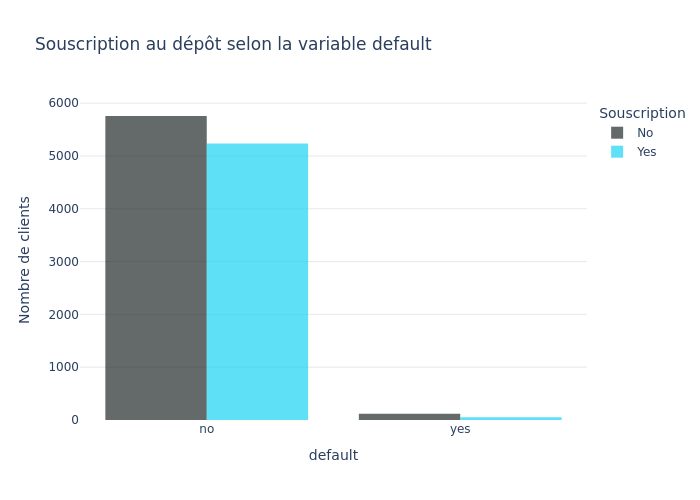 Souscription au dépôt selon la variable default
6000
5000
4000
3000
2000
1000
0
Nombre de clients
no
yes
default
Souscription
No
Yes